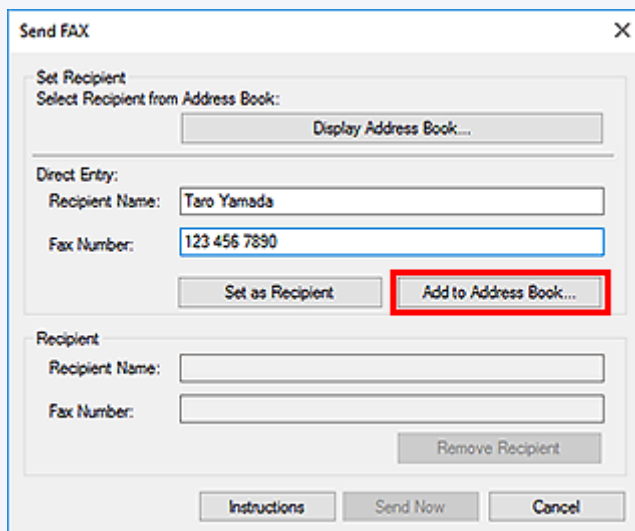 Send FAX
Set Recipient
Select Recipient from Address Book:
Display Address Book...
Direct Entry:
Recipient Name: Taro Yamada
Fax Number: 123 456 7890
Set as Recipient Add to Address Book...
Recipient
Recipient Name:
Fax Number:
Remove Recipient
Instructions Send Now Cancel